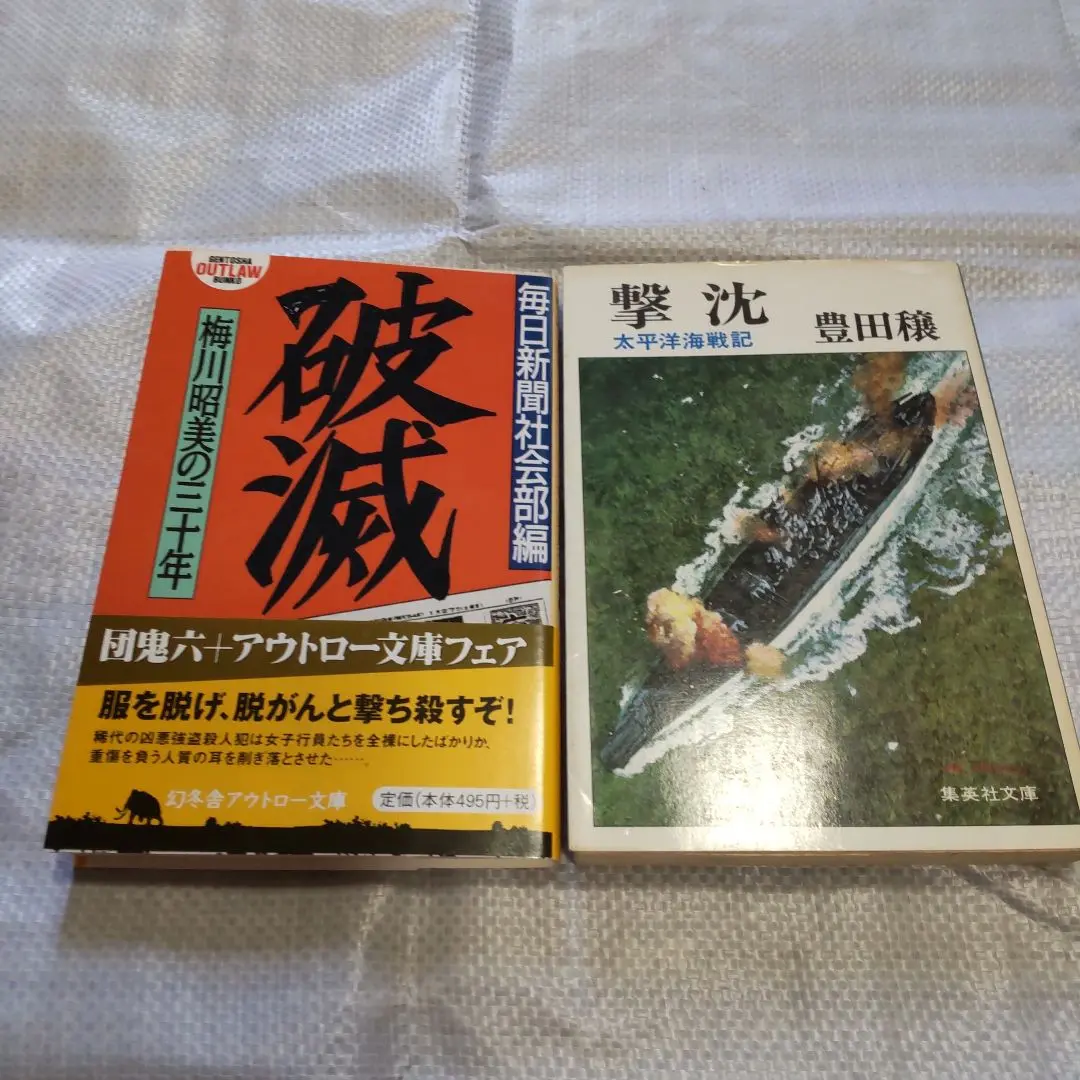 GENTOSHA
OUTLAW
BUNKO
毎日新聞社会部編
破滅
梅川昭美の三十年
団鬼六+アウトロー文庫フェア
服を脱げ、脱がんと撃ち殺すぞ!
稀代の凶悪強盗殺人犯は女子行員たちを全裸にしたばかりか、
重傷を負う人質の耳を削ぎ落とさせた……。
幻冬舎アウトロー文庫
定価(本体495円+税)
撃沈
太平洋海戦記
豊田穣
集英社文庫